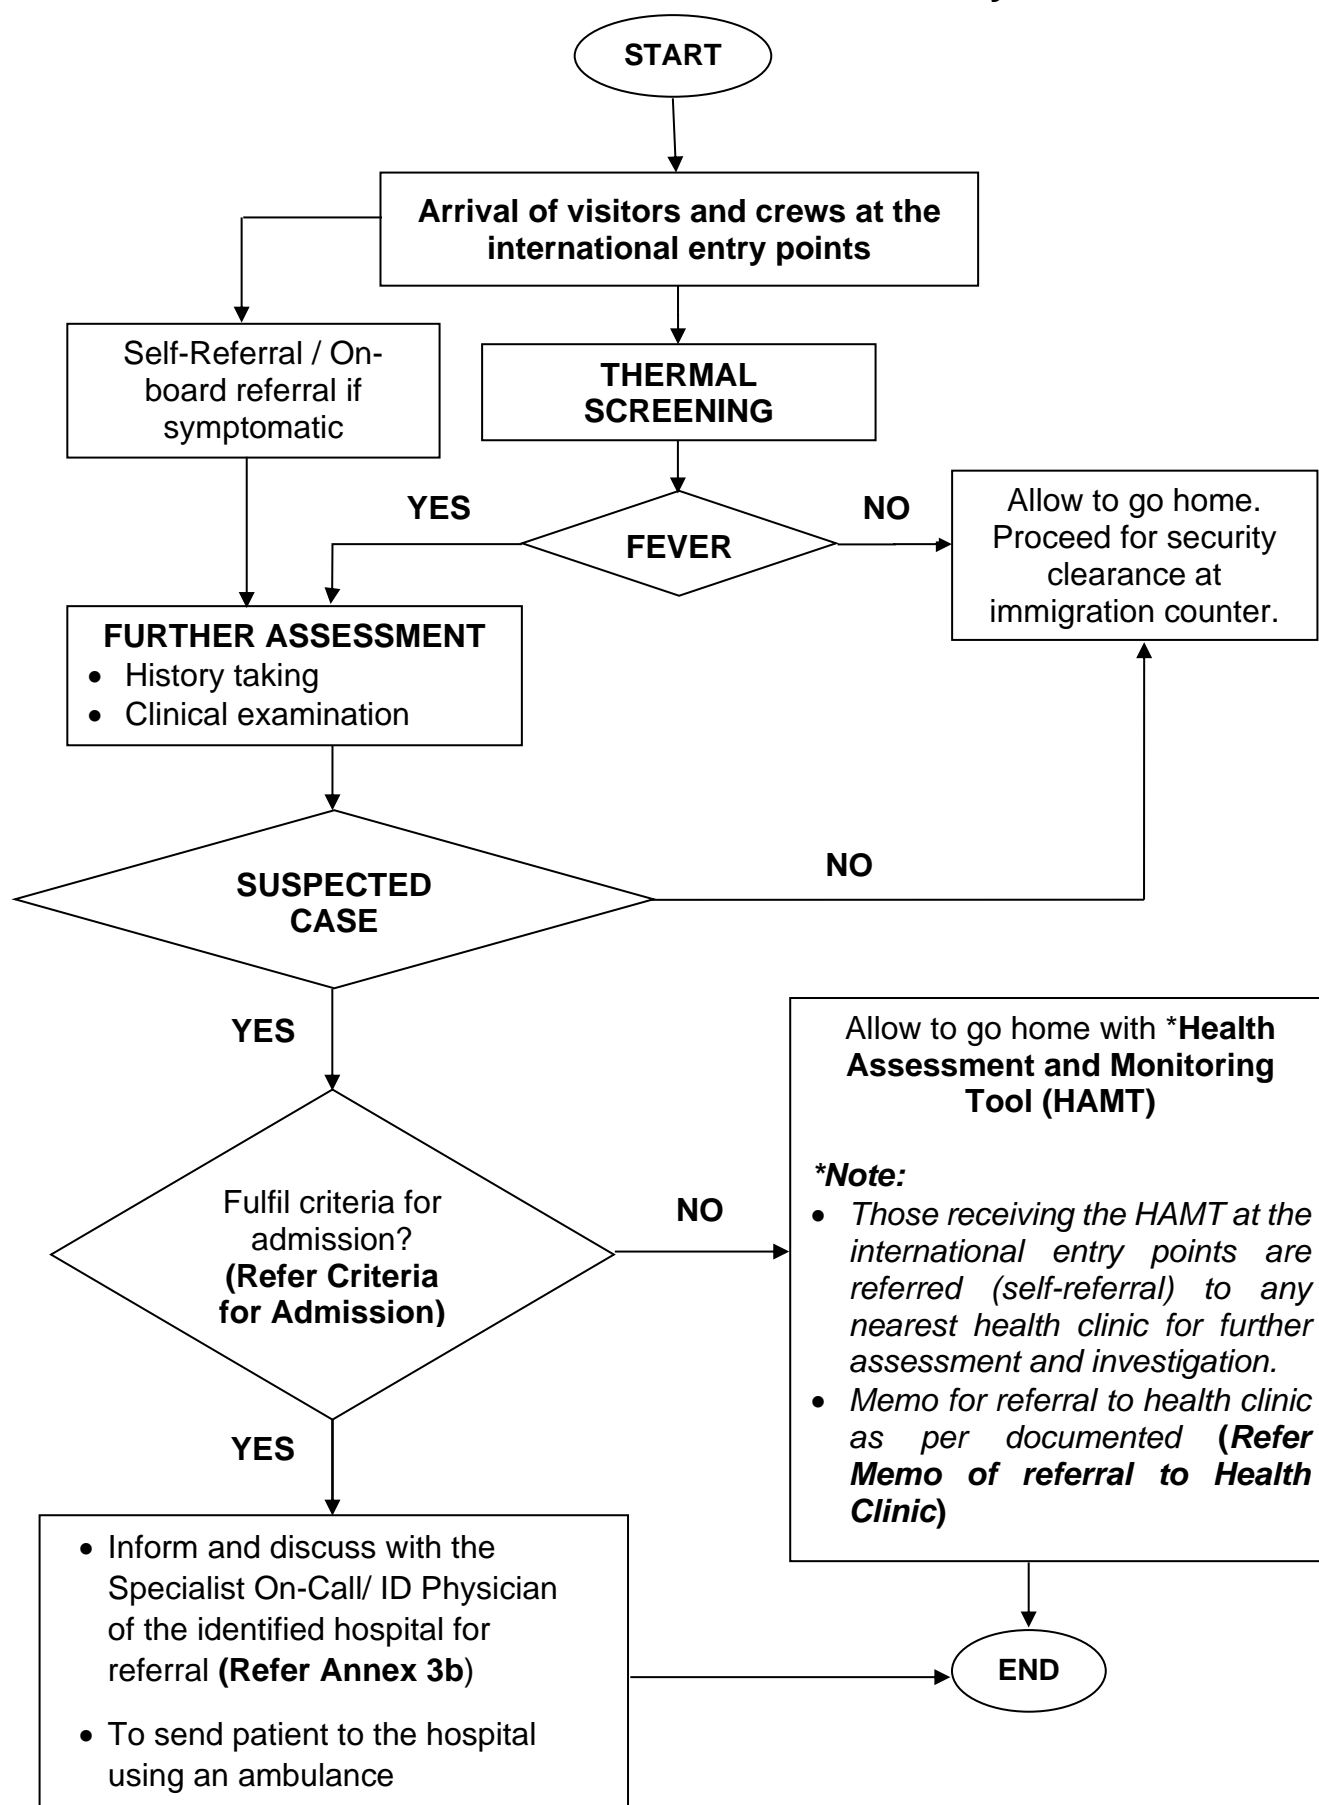 START
Arrival of visitors and crews at the
international entry points
Self-Referral / On-
board referral if
symptomatic
THERMAL
SCREENING
YES
FEVER
NO
Allow to go home.
Proceed for security
clearance at
immigration counter.
FURTHER ASSESSMENT
• History taking
• Clinical examination
SUSPECTED
CASE
NO
YES
Fulfil criteria for
admission?
(Refer Criteria
for Admission)
NO
Allow to go home with *Health
Assessment and Monitoring
Tool (HAMT)
*Note:
• Those receiving the HAMT at the
international entry points are
referred (self-referral) to any
nearest health clinic for further
assessment and investigation.
• Memo for referral to health clinic
as per documented (Refer
Memo of referral to Health
Clinic)
YES
• Inform and discuss with the
Specialist On-Call/ ID Physician
of the identified hospital for
referral (Refer Annex 3b)
• To send patient to the hospital
using an ambulance
END